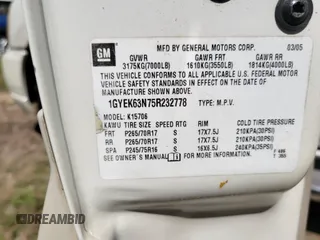 GM
MFD BY GENERAL MOTORS CORP. 03/05
GVWR GAWR FRT GAWR RR
3175KG(7000LB) 1610KG(3550LB) 1814KG(4000LB)
THIS VEHICLE CONFORMS TO ALL APPLICABLE U.S. FEDERAL MOTOR
VEHICLE SAFETY STANDARDS IN EFFECT ON THE DATE OF
MANUFACTURE SHOWN ABOVE.
1GYEK63N75R232778 TYPE: M.P.V.
MODEL: K15706
KAWU TIRE SIZE SPEED RTG RIM COLD TIRE PRESSURE
FRT P265/70R17 S 17X7.5J 210KPA(30PSI)
RR P265/70R17 S 17X7.5J 210KPA(30PSI)
SPA P245/75R16 S 16X6.5J 240KPA(35PSI)
SEE OWNER'S MANUAL FOR ADDITIONAL INFORMATION.
AUTOBIDMASTER
DREAMBID